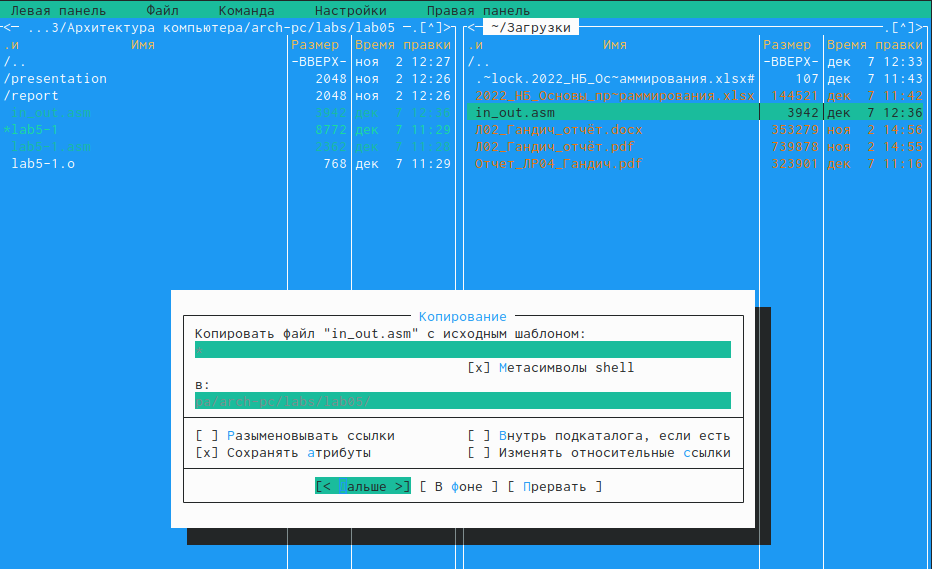 Левая панель Файл Команда Настройки Правая панель
<─ ...3/Архитектура компьютера/arch-pc/labs/lab05 ─.[^]>
.и Имя Размер Время правки
/.. -ВВЕРХ- ноя 2 12:27
/presentation 2048 ноя 2 12:26
/report 2048 ноя 2 12:26
in_out.asm 3942 дек 7 12:36
*lab5-1 8772 дек 7 11:29
lab5-1.asm 2362 дек 7 11:28
lab5-1.o 768 дек 7 11:29
<─ ~/Загрузки .[^]>
.и Имя Размер Время правки
/.. -ВВЕРХ- дек 7 12:33
.~lock.2022_НБ_Ос~аммирования.xlsx# 107 дек 7 11:43
2022_НБ_Основы_пр~граммирования.xlsx 144521 дек 7 11:42
in_out.asm 3942 дек 7 12:36
Л02_Гандич_отчёт.docx 353279 ноя 2 14:56
Л02_Гандич_отчёт.pdf 739878 ноя 2 14:55
Отчет_ЛР04_Гандич.pdf 323901 дек 7 11:16
Копирование
Копировать файл "in_out.asm" с исходным шаблоном:
[x] Метасимволы shell
в:
ра/arch-pc/labs/lab05/
[ ] Разыменовывать ссылки [ ] Внутрь подкаталога, если есть
[x] Сохранять атрибуты [ ] Изменять относительные ссылки
[< Дальше >] [ В фоне ] [ Прервать ]